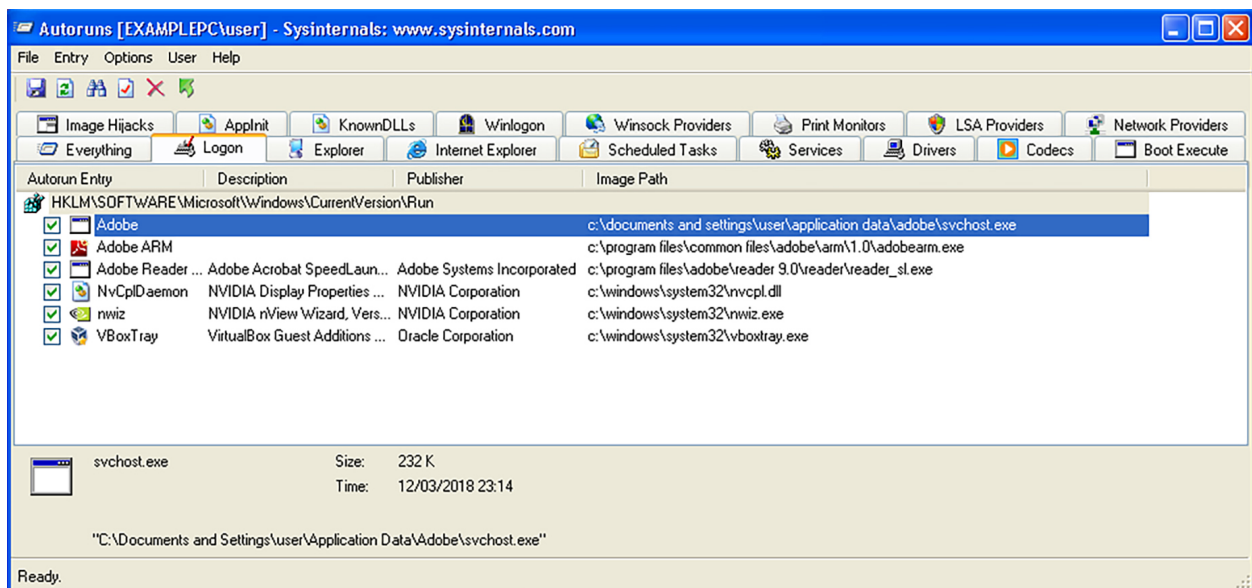 Autoruns [EXAMPLEPC\user] - Sysinternals: www.sysinternals.com
File Entry Options User Help
Image Hijacks AppInit KnownDLLs Winlogon Winsock Providers Print Monitors LSA Providers Network Providers
Everything Logon Explorer Internet Explorer Scheduled Tasks Services Drivers Codecs Boot Execute
Autorun Entry Description Publisher Image Path
HKLM\SOFTWARE\Microsoft\Windows\CurrentVersion\Run
Adobe c:\documents and settings\user\application data\adobe\svchost.exe
Adobe ARM c:\program files\common files\adobe\arm\1.0\adobearm.exe
Adobe Reader ... Adobe Acrobat SpeedLaun... Adobe Systems Incorporated c:\program files\adobe\reader 9.0\reader\reader_sl.exe
NvCplDaemon NVIDIA Display Properties ... NVIDIA Corporation c:\windows\system32\nvcpl.dll
nwiz NVIDIA nView Wizard, Vers... NVIDIA Corporation c:\windows\system32\nwiz.exe
VBoxTray VirtualBox Guest Additions ... Oracle Corporation c:\windows\system32\vboxtray.exe
svchost.exe Size: 232 K
Time: 12/03/2018 23:14
"C:\Documents and Settings\user\Application Data\Adobe\svchost.exe"
Ready.